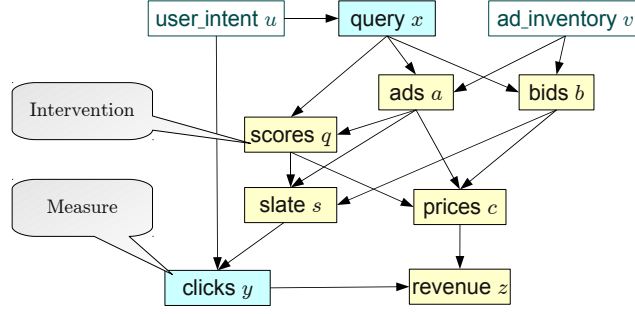 user_intent u
query x
ad_inventory v
Intervention
ads a
bids b
scores q
Measure
slate s
prices c
clicks y
revenue z